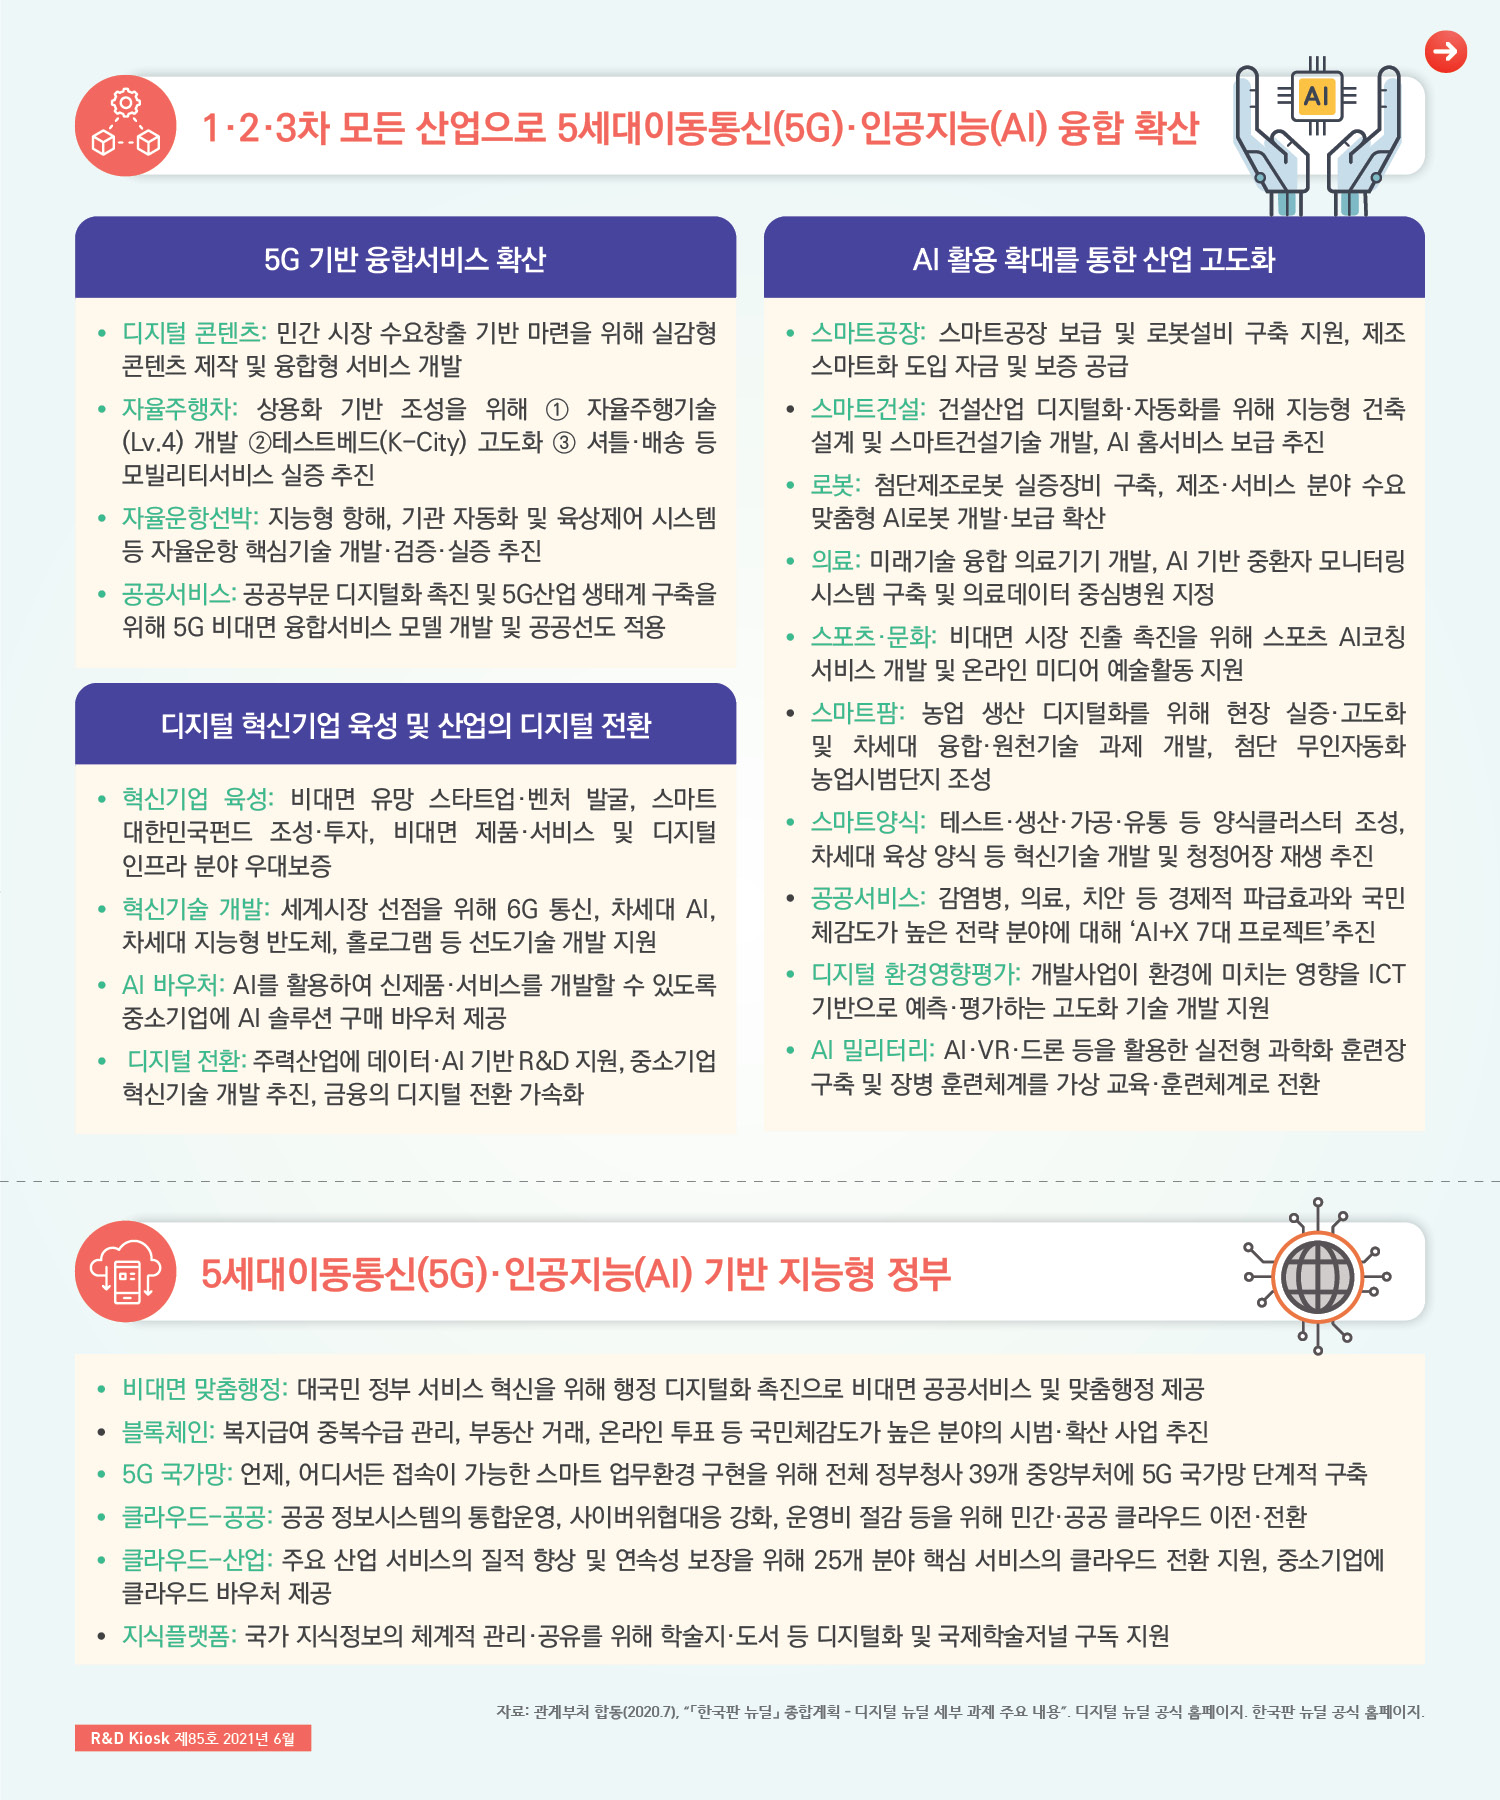 1·2·3차 모든 산업으로 5세대이동통신(5G)·인공지능(AI) 융합 확산
AI
5G 기반 융합서비스 확산
• 디지털 콘텐츠: 민간 시장 수요창출 기반 마련을 위해 실감형
콘텐츠 제작 및 융합형 서비스 개발
• 자율주행차: 상용화 기반 조성을 위해 ① 자율주행기술
(Lv.4) 개발 ②테스트베드(K-City) 고도화 ③ 셔틀·배송 등
모빌리티서비스 실증 추진
• 자율운항선박: 지능형 항해, 기관 자동화 및 육상제어 시스템
등 자율운항 핵심기술 개발·검증·실증 추진
• 공공서비스: 공공부문 디지털화 촉진 및 5G산업 생태계 구축을
위해 5G 비대면 융합서비스 모델 개발 및 공공선도 적용
디지털 혁신기업 육성 및 산업의 디지털 전환
• 혁신기업 육성: 비대면 유망 스타트업·벤처 발굴, 스마트
대한민국펀드 조성·투자, 비대면 제품·서비스 및 디지털
인프라 분야 우대보증
• 혁신기술 개발: 세계시장 선점을 위해 6G 통신, 차세대 AI,
차세대 지능형 반도체, 홀로그램 등 선도기술 개발 지원
• AI 바우처: AI를 활용하여 신제품·서비스를 개발할 수 있도록
중소기업에 AI 솔루션 구매 바우처 제공
• 디지털 전환: 주력산업에 데이터·AI 기반 R&D 지원, 중소기업
혁신기술 개발 추진, 금융의 디지털 전환 가속화
AI 활용 확대를 통한 산업 고도화
• 스마트공장: 스마트공장 보급 및 로봇설비 구축 지원, 제조
스마트화 도입 자금 및 보증 공급
• 스마트건설: 건설산업 디지털화·자동화를 위해 지능형 건축
설계 및 스마트건설기술 개발, AI 홈서비스 보급 추진
• 로봇: 첨단제조로봇 실증장비 구축, 제조·서비스 분야 수요
맞춤형 AI로봇 개발·보급 확산
• 의료: 미래기술 융합 의료기기 개발, AI 기반 중환자 모니터링
시스템 구축 및 의료데이터 중심병원 지정
• 스포츠·문화: 비대면 시장 진출 촉진을 위해 스포츠 AI코칭
서비스 개발 및 온라인 미디어 예술활동 지원
• 스마트팜: 농업 생산 디지털화를 위해 현장 실증·고도화
및 차세대 융합·원천기술 과제 개발, 첨단 무인자동화
농업시범단지 조성
• 스마트양식: 테스트·생산·가공·유통 등 양식클러스터 조성,
차세대 육상 양식 등 혁신기술 개발 및 청정어장 재생 추진
• 공공서비스: 감염병, 의료, 치안 등 경제적 파급효과와 국민
체감도가 높은 전략 분야에 대해 ‘AI+X 7대 프로젝트’추진
• 디지털 환경영향평가: 개발사업이 환경에 미치는 영향을 ICT
기반으로 예측·평가하는 고도화 기술 개발 지원
• AI 밀리터리: AI·VR·드론 등을 활용한 실전형 과학화 훈련장
구축 및 장병 훈련체계를 가상 교육·훈련체계로 전환
5세대이동통신(5G)·인공지능(AI) 기반 지능형 정부
• 비대면 맞춤행정: 대국민 정부 서비스 혁신을 위해 행정 디지털화 촉진으로 비대면 공공서비스 및 맞춤행정 제공
• 블록체인: 복지급여 중복수급 관리, 부동산 거래, 온라인 투표 등 국민체감도가 높은 분야의 시범·확산 사업 추진
• 5G 국가망: 언제, 어디서든 접속이 가능한 스마트 업무환경 구현을 위해 전체 정부청사 39개 중앙부처에 5G 국가망 단계적 구축
• 클라우드-공공: 공공 정보시스템의 통합운영, 사이버위협대응 강화, 운영비 절감 등을 위해 민간·공공 클라우드 이전·전환
• 클라우드-산업: 주요 산업 서비스의 질적 향상 및 연속성 보장을 위해 25개 분야 핵심 서비스의 클라우드 전환 지원, 중소기업에
클라우드 바우처 제공
• 지식플랫폼: 국가 지식정보의 체계적 관리·공유를 위해 학술지·도서 등 디지털화 및 국제학술저널 구독 지원
자료: 관계부처 합동(2020.7), “「한국판 뉴딜」 종합계획 - 디지털 뉴딜 세부 과제 주요 내용”. 디지털 뉴딜 공식 홈페이지. 한국판 뉴딜 공식 홈페이지.
R&D Kiosk 제85호 2021년 6월